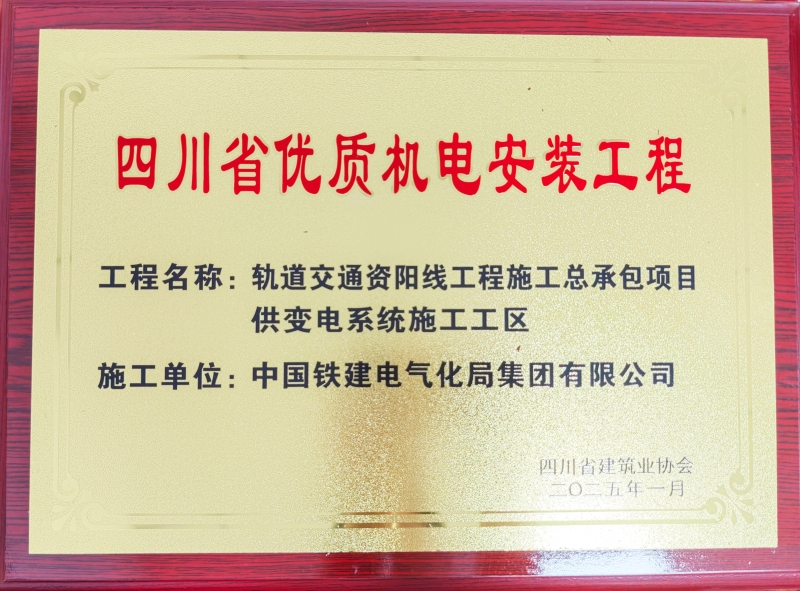 四川省优质机电安装工程
工程名称：轨道交通资阳线工程施工总承包项目
供变电系统施工工区
施工单位：中国铁建电气化局集团有限公司
四川省建筑业协会
二〇二五年一月